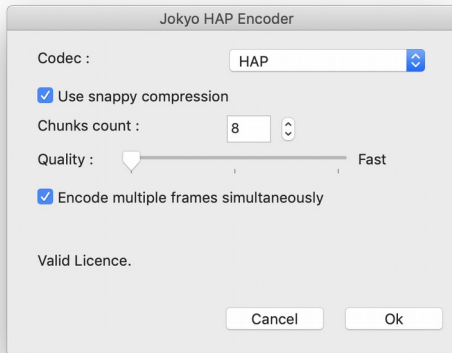 Jokyo HAP Encoder
Codec : HAP
Use snappy compression
Chunks count : 8
Quality : Fast
Encode multiple frames simultaneously
Valid Licence.
Cancel Ok